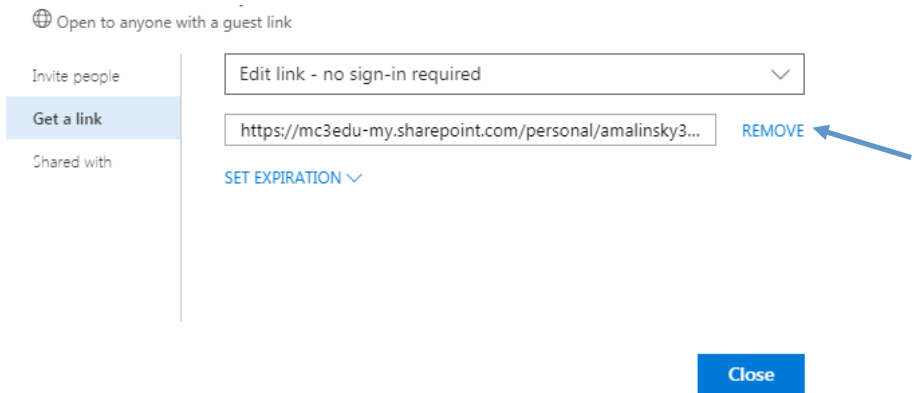 Open to anyone with a guest link
Invite people
Get a link
Shared with
Edit link - no sign-in required
https://mc3edu-my.sharepoint.com/personal/amalinsky3...
REMOVE
SET EXPIRATION
Close